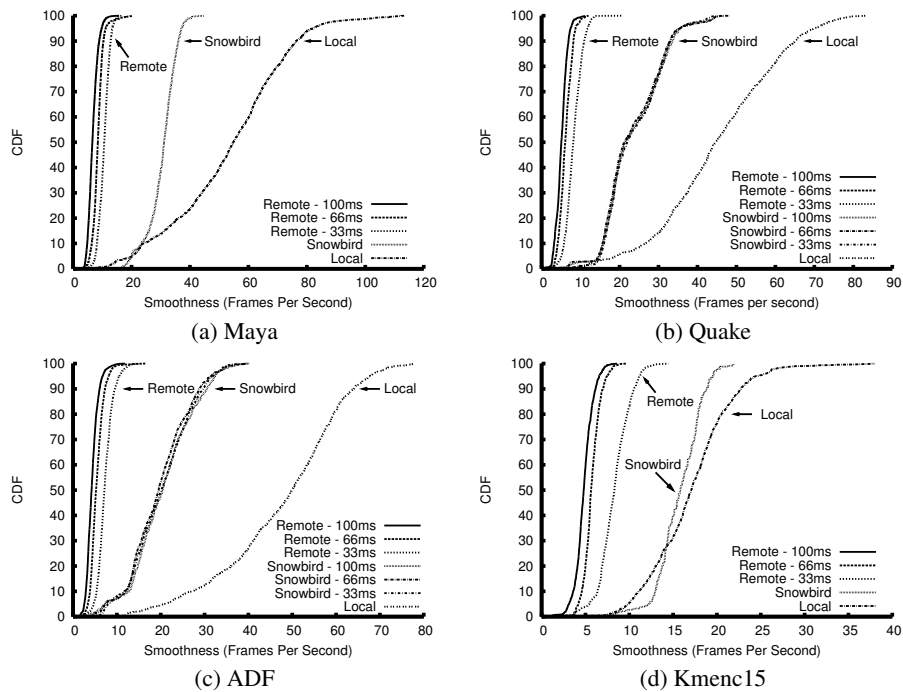 100
90
80
70
60
50
40
30
20
10
0
CDF
Remote
Snowbird
Local
Remote - 100ms
Remote - 66ms
Remote - 33ms
Snowbird
Local
0 20 40 60 80 100 120
Smoothness (Frames Per Second)
(a) Maya
100
90
80
70
60
50
40
30
20
10
0
CDF
Remote
Snowbird
Local
Remote - 100ms
Remote - 66ms
Remote - 33ms
Snowbird - 100ms
Snowbird - 66ms
Snowbird - 33ms
Local
0 10 20 30 40 50 60 70 80 90
Smoothness (Frames Per second)
(b) Quake
100
90
80
70
60
50
40
30
20
10
0
CDF
Remote
Snowbird
Local
Remote - 100ms
Remote - 66ms
Remote - 33ms
Snowbird - 100ms
Snowbird - 66ms
Snowbird - 33ms
Local
0 10 20 30 40 50 60 70 80
Smoothness (Frames Per Second)
(c) ADF
100
90
80
70
60
50
40
30
20
10
0
CDF
Remote
Local
Snowbird
Remote - 100ms
Remote - 66ms
Remote - 33ms
Snowbird
Local
0 5 10 15 20 25 30 35 40
Smoothness (Frames Per Second)
(d) Kmenc15